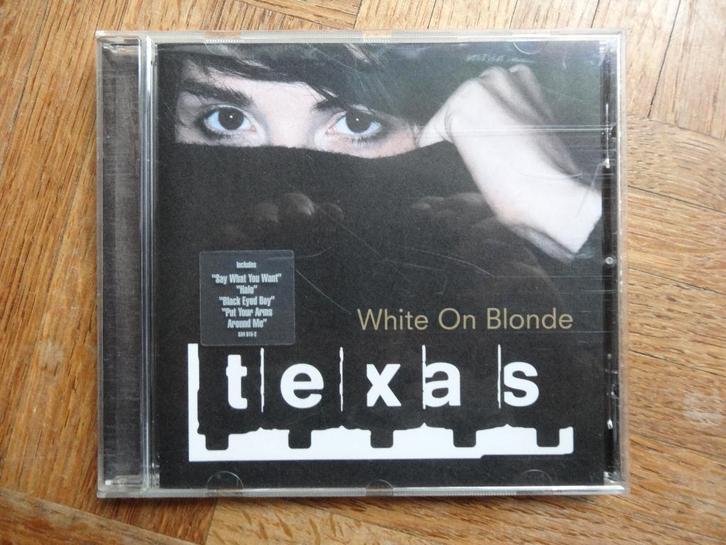 Includes
"Say What You Want"
"Halo"
"Black Eyed Boy"
"Put Your Arms
Around Me"
White On Blonde
texas